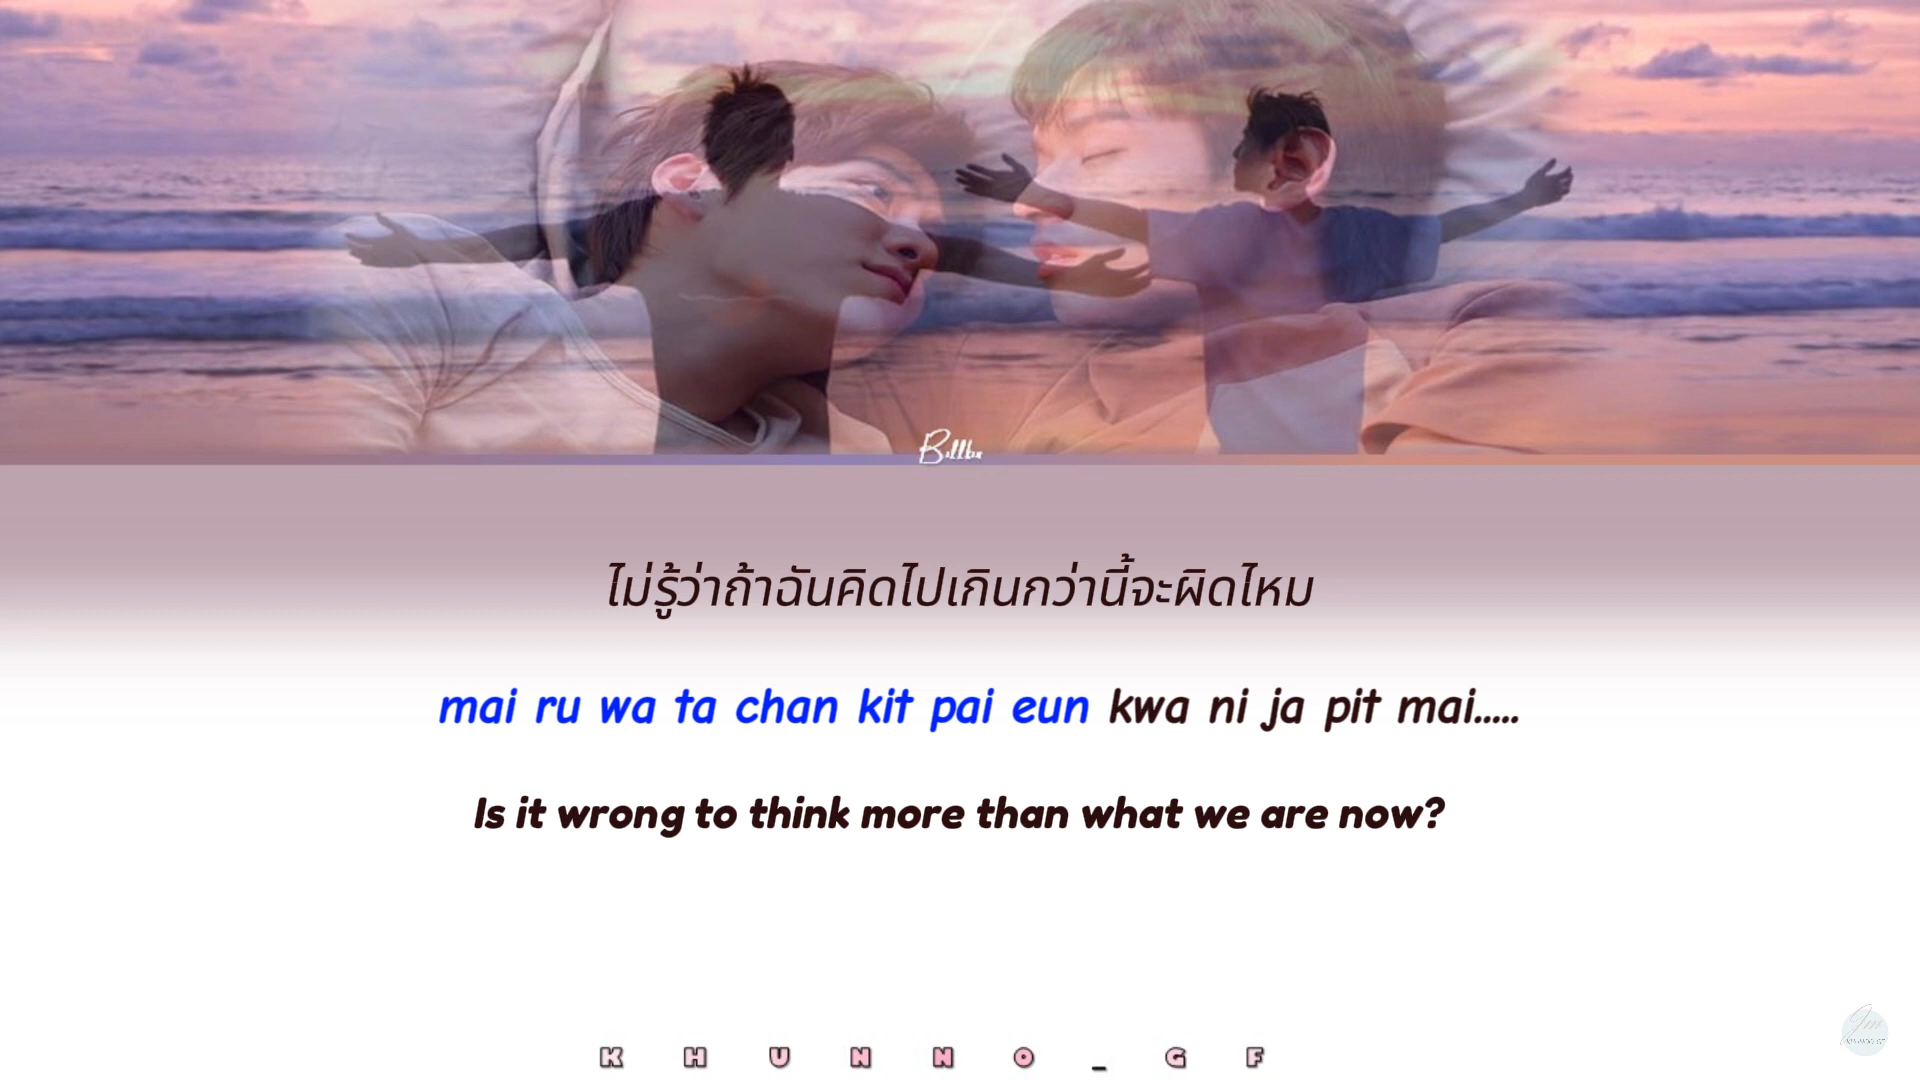 Billkin
ไม่รู้ว่าถ้าฉันคิดไปเกินกว่านี้จะผิดไหม
mai ru wa ta chan kit pai eun kwa ni ja pit mai.....
Is it wrong to think more than what we are now?
KHUNNO_GF